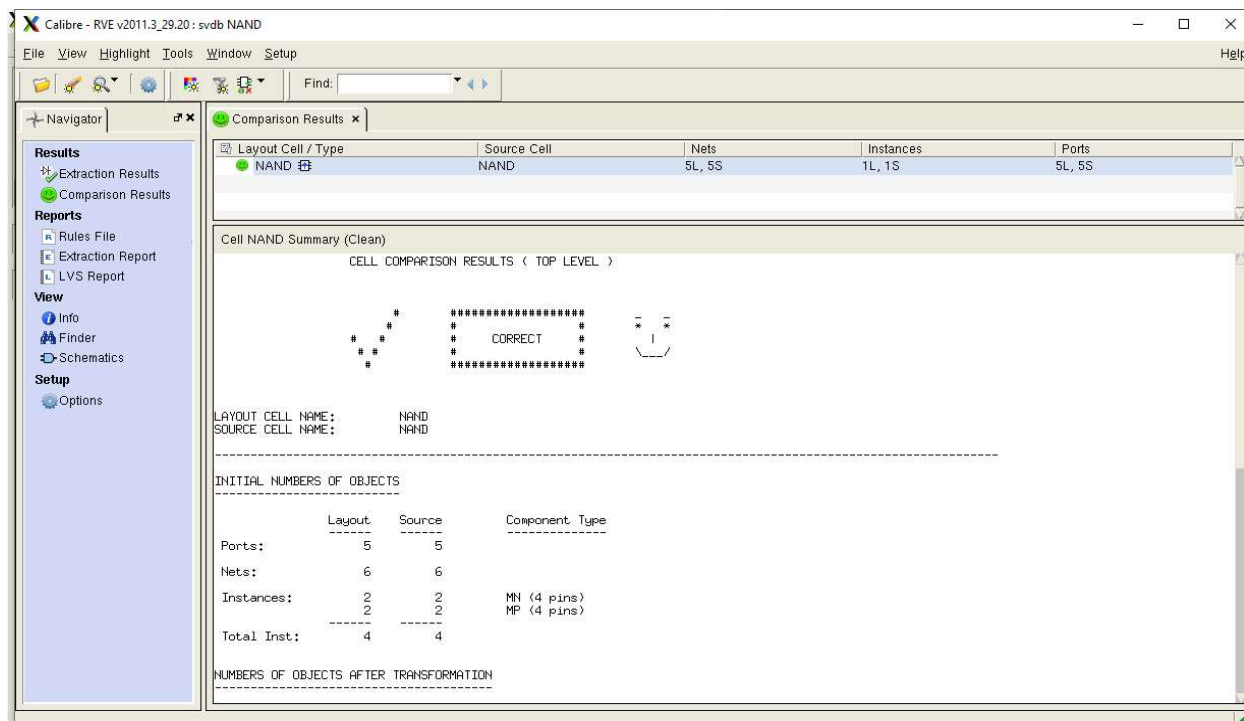 Calibre - RVE v2011.3_29.20 : svdb NAND
File View Highlight Tools Window Setup Help
Find:
Navigator
Comparison Results
Results
Extraction Results
Comparison Results
Reports
Rules File
Extraction Report
LVS Report
View
Info
Finder
Schematics
Setup
Options
Layout Cell / Type Source Cell Nets Instances Ports
NAND NAND 5L, 5S 1L, 1S 5L, 5S
Cell NAND Summary (Clean)
CELL COMPARISON RESULTS ( TOP LEVEL )
# ################### _ _
# # # * *
# # # CORRECT # |
# # # # \___/
# ###################
LAYOUT CELL NAME: NAND
SOURCE CELL NAME: NAND
INITIAL NUMBERS OF OBJECTS
--------------------------
Layout Source Component Type
------ ------ --------------
Ports: 5 5
Nets: 6 6
Instances: 2 2 MN (4 pins)
2 2 MP (4 pins)
------ ------
Total Inst: 4 4
NUMBERS OF OBJECTS AFTER TRANSFORMATION
---------------------------------------